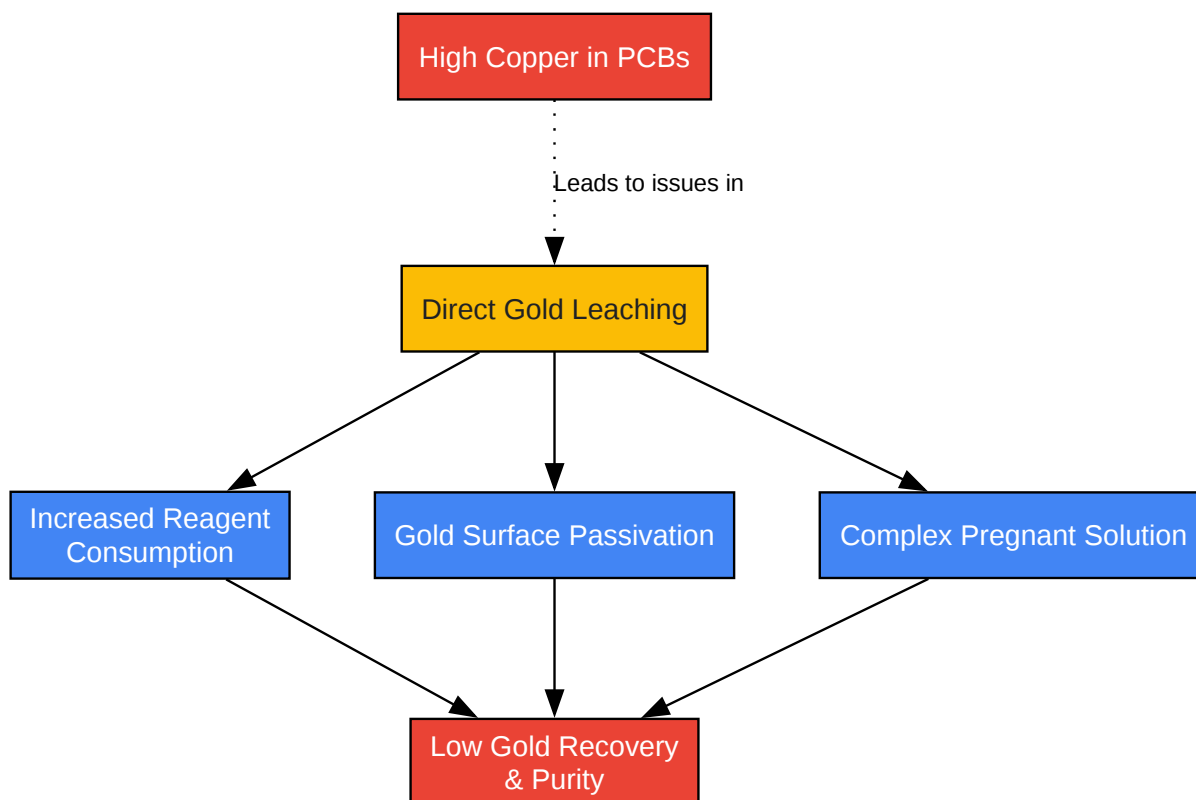 High Copper in PCBs
Leads to issues in
Direct Gold Leaching
Increased Reagent
Consumption
Gold Surface Passivation
Complex Pregnant Solution
Low Gold Recovery
& Purity